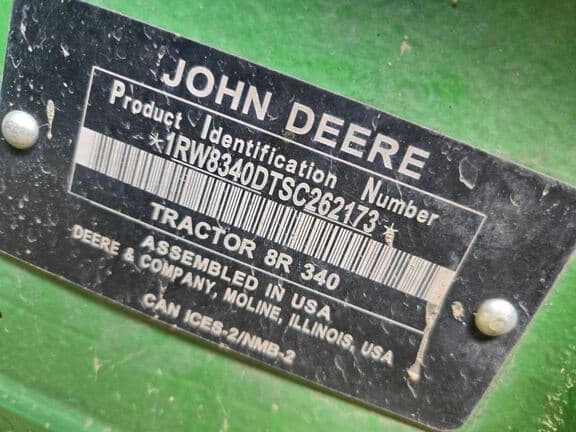 JOHN DEERE
Product Identification Number
*1RW8340DTSC262173*
TRACTOR 8R 340
ASSEMBLED IN USA
DEERE & COMPANY, MOLINE, ILLINOIS, USA
CAN ICES-2/NMB-2